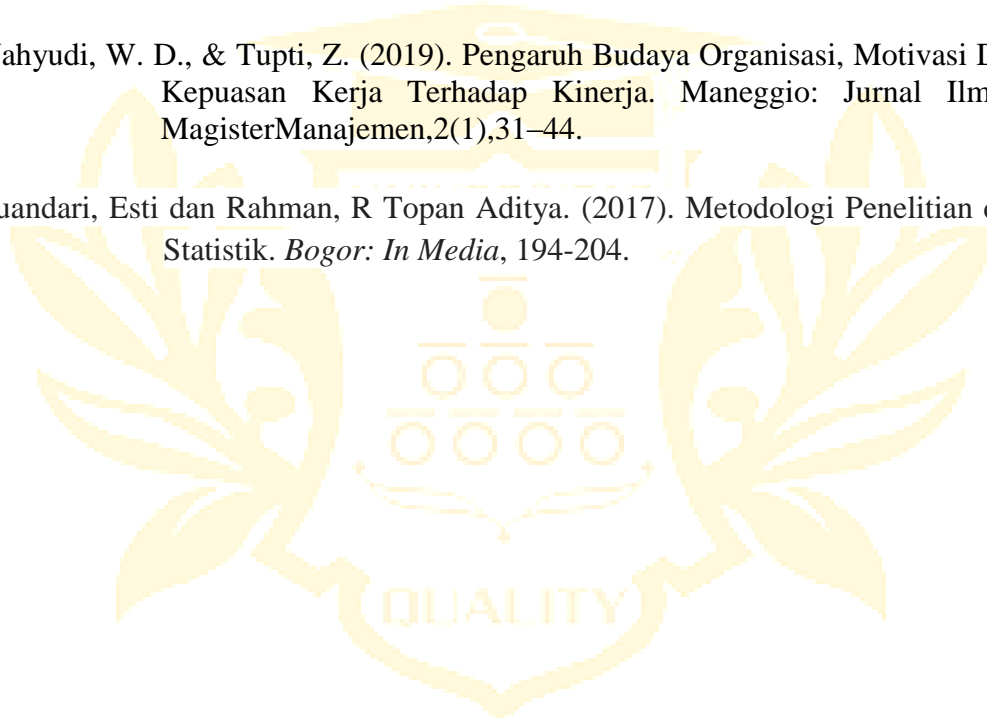 ahyudi, W. D., & Tupti, Z. (2019). Pengaruh Budaya Organisasi, Motivasi D
Kepuasan Kerja Terhadap Kinerja. Maneggio: Jurnal Ilm
MagisterManajemen,2(1),31–44.
uandari, Esti dan Rahman, R Topan Aditya. (2017). Metodologi Penelitian
Statistik. Bogor: In Media, 194-204.
QUALITY